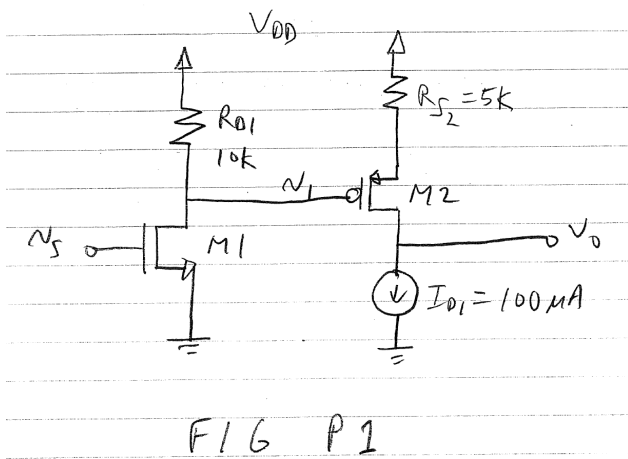 V_DD
R_D1
10K
R_S2 = 5K
v_1
M2
v_s
M1
V_o
I_D1 = 100 μA
FIG P1